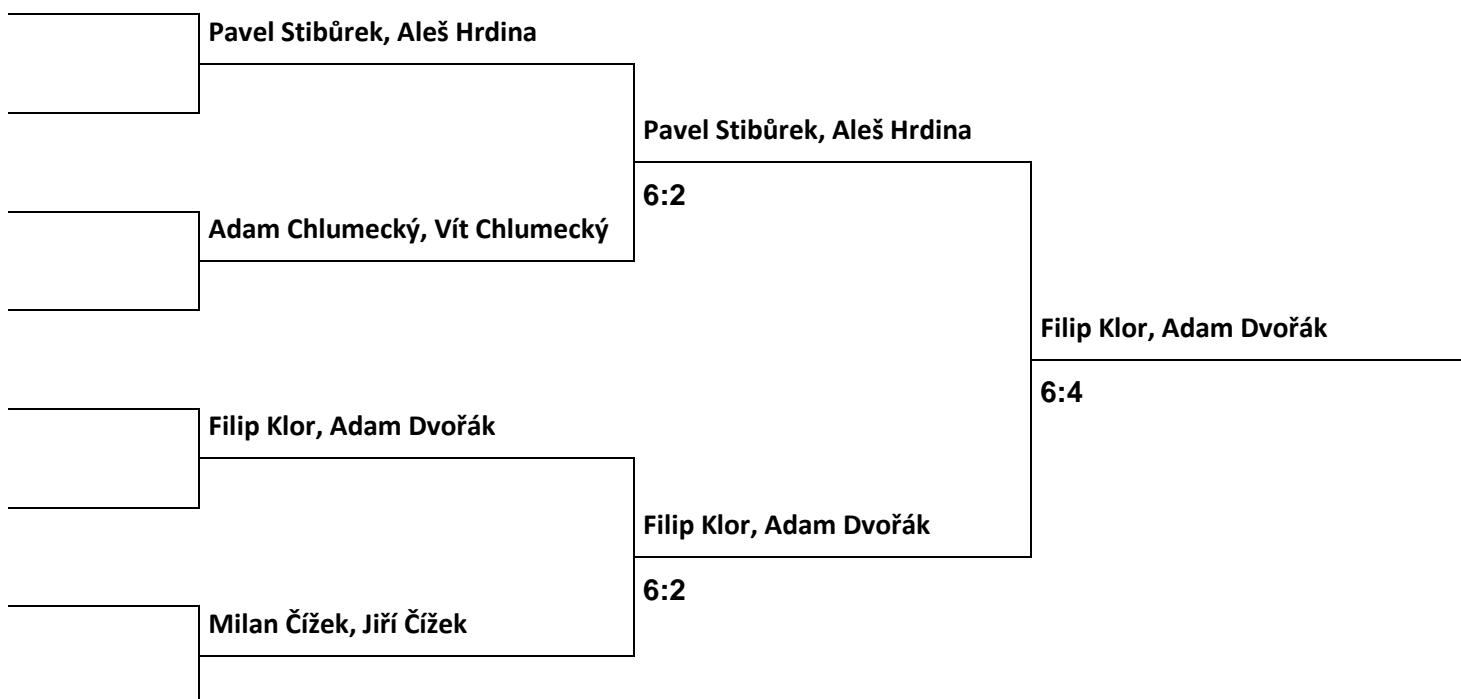 Pavel Stibůrek, Aleš Hrdina
Pavel Stibůrek, Aleš Hrdina
6:2
Adam Chlumecký, Vít Chlumecký
Filip Klor, Adam Dvořák
6:4
Filip Klor, Adam Dvořák
Filip Klor, Adam Dvořák
6:2
Milan Čížek, Jiří Čížek